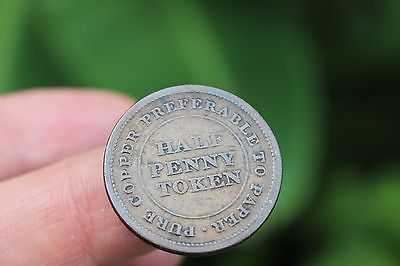 PURE COPPER PREFERABLE TO PAPER ·
HALF
PENNY
TOKEN